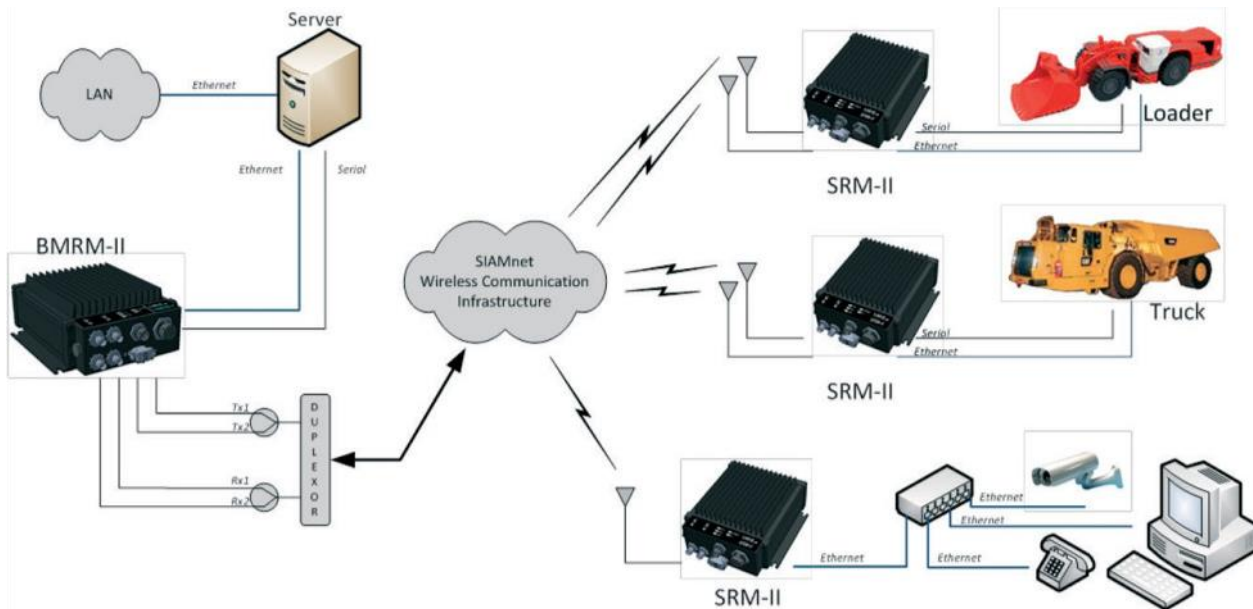 Server
LAN
Ethernet
Ethernet
Serial
BMRM-II
Tx1
Tx2
Rx1
Rx2
DUPLEXOR
SIAMnet
Wireless Communication
Infrastructure
Serial
Ethernet
Loader
SRM-II
Serial
Ethernet
Truck
SRM-II
Ethernet
Ethernet
Ethernet
Ethernet
SRM-II